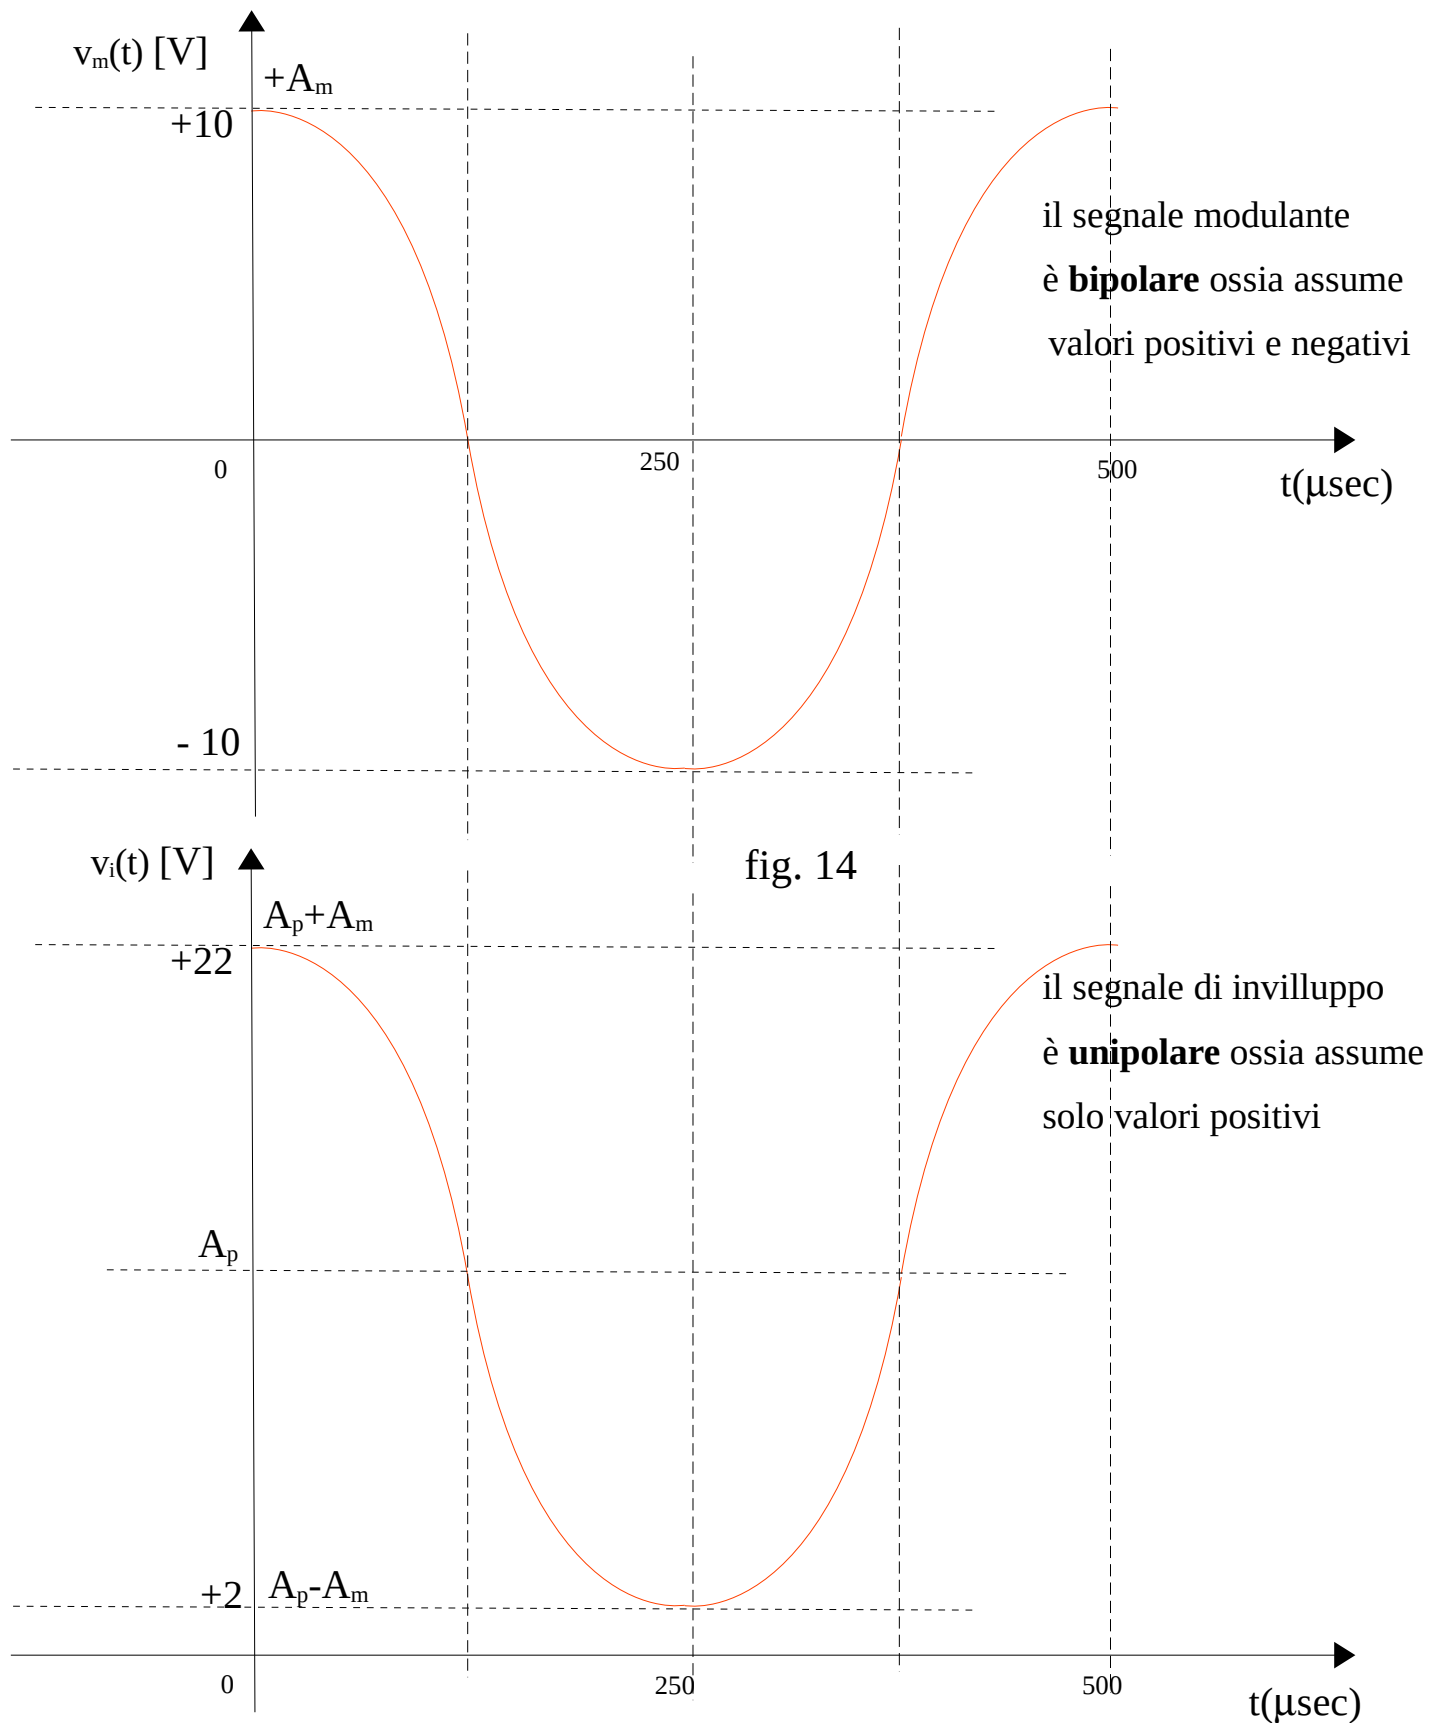 vm(t) [V]
+Am
+10
il segnale modulante
è bipolare ossia assume
valori positivi e negativi
0
250
500
t(μsec)
- 10
vi(t) [V]
fig. 14
Ap+Am
+22
il segnale di invilluppo
è unipolare ossia assume
solo valori positivi
Ap
+2
Ap-Am
0
250
500
t(μsec)